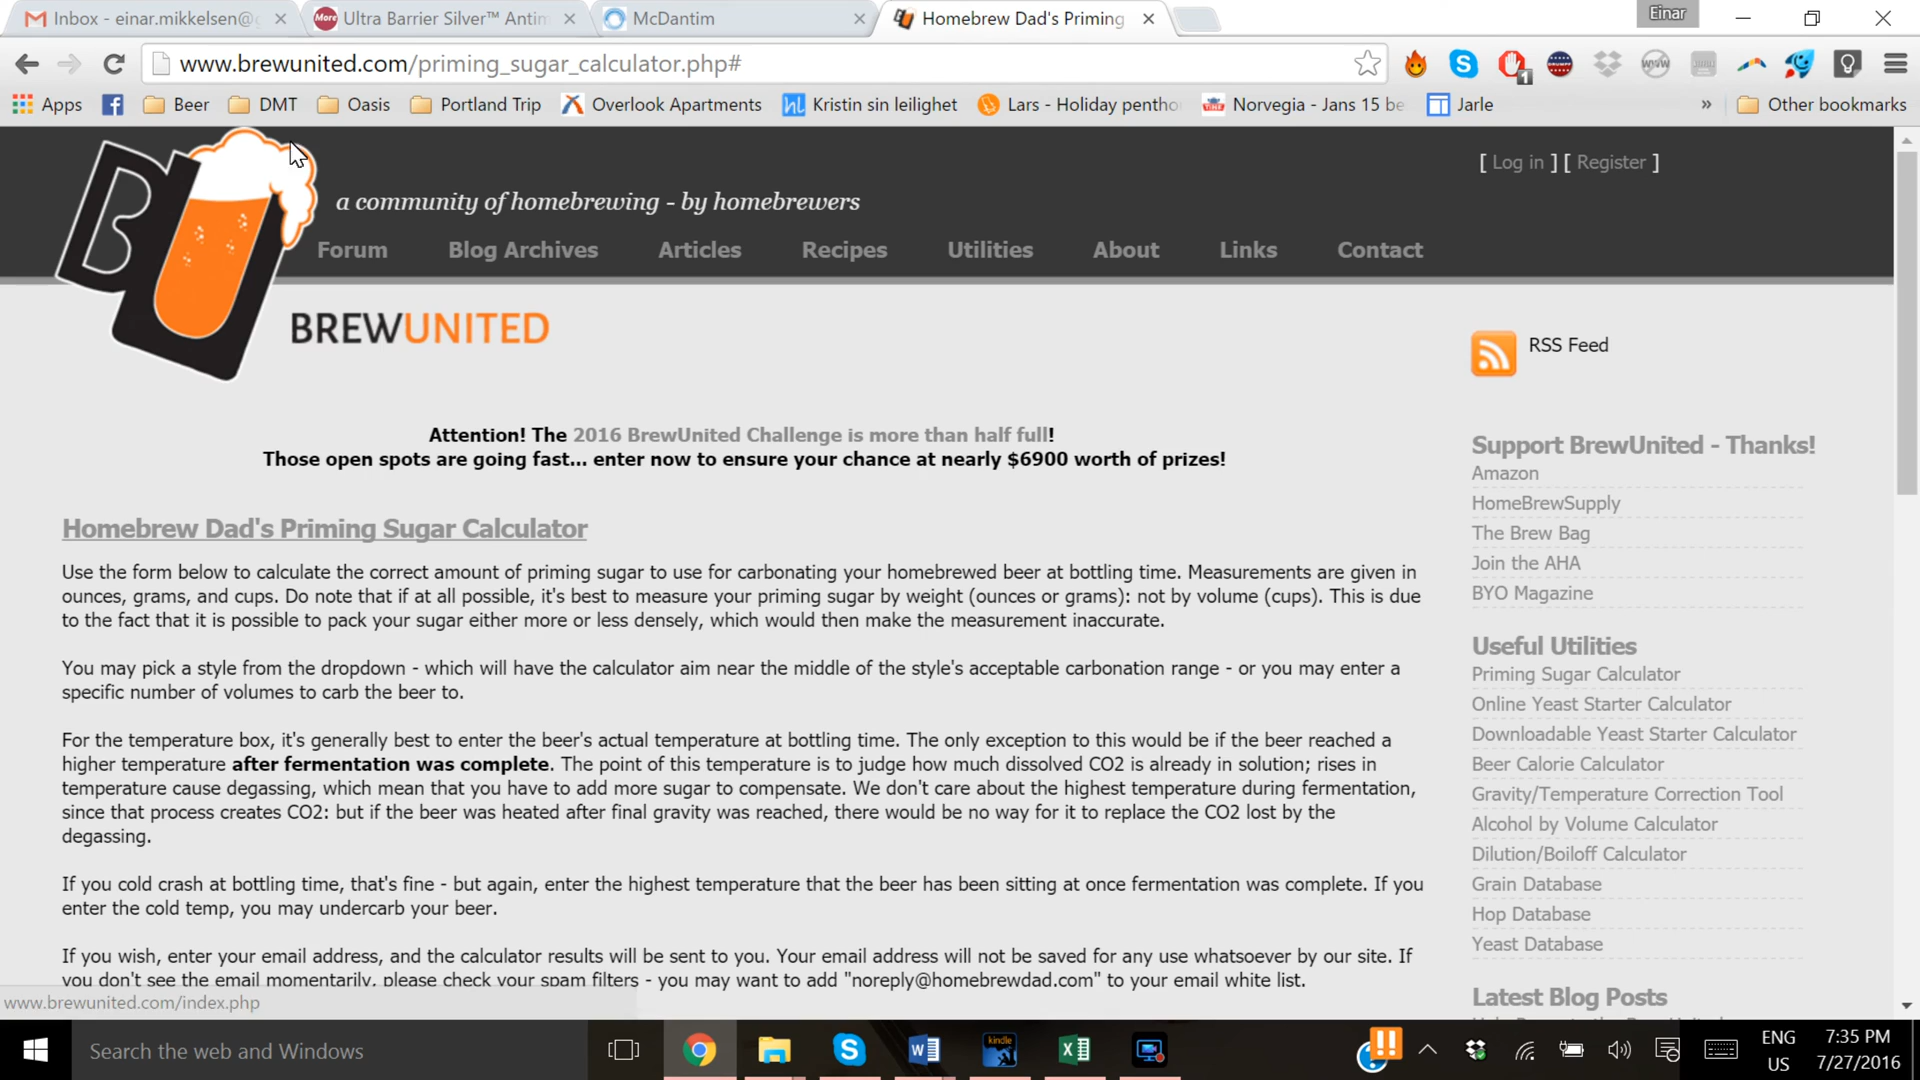 Inbox - einar.mikkelsen@
Ultra Barrier Silver™ Antim
McDantim
Homebrew Dad's Priming
Einar
www.brewunited.com/priming_sugar_calculator.php#
Apps
Beer
DMT
Oasis
Portland Trip
Overlook Apartments
Kristin sin leilighet
Lars - Holiday pentho
Norvegia - Jans 15 be
Jarle
»
Other bookmarks
[ Log in ] [ Register ]
a community of homebrewing - by homebrewers
Forum
Blog Archives
Articles
Recipes
Utilities
About
Links
Contact
BREWUNITED
RSS Feed
Attention! The 2016 BrewUnited Challenge is more than half full!
Those open spots are going fast... enter now to ensure your chance at nearly $6900 worth of prizes!
Homebrew Dad's Priming Sugar Calculator
Use the form below to calculate the correct amount of priming sugar to use for carbonating your homebrewed beer at bottling time. Measurements are given in
ounces, grams, and cups. Do note that if at all possible, it's best to measure your priming sugar by weight (ounces or grams): not by volume (cups). This is due
to the fact that it is possible to pack your sugar either more or less densely, which would then make the measurement inaccurate.
You may pick a style from the dropdown - which will have the calculator aim near the middle of the style's acceptable carbonation range - or you may enter a
specific number of volumes to carb the beer to.
For the temperature box, it's generally best to enter the beer's actual temperature at bottling time. The only exception to this would be if the beer reached a
higher temperature after fermentation was complete. The point of this temperature is to judge how much dissolved CO2 is already in solution; rises in
temperature cause degassing, which mean that you have to add more sugar to compensate. We don't care about the highest temperature during fermentation,
since that process creates CO2: but if the beer was heated after final gravity was reached, there would be no way for it to replace the CO2 lost by the
degassing.
If you cold crash at bottling time, that's fine - but again, enter the highest temperature that the beer has been sitting at once fermentation was complete. If you
enter the cold temp, you may undercarb your beer.
If you wish, enter your email address, and the calculator results will be sent to you. Your email address will not be saved for any use whatsoever by our site. If
you don't see the email momentarily, please check your spam filters - you may want to add "noreply@homebrewdad.com" to your email white list.
Support BrewUnited - Thanks!
Amazon
HomeBrewSupply
The Brew Bag
Join the AHA
BYO Magazine
Useful Utilities
Priming Sugar Calculator
Online Yeast Starter Calculator
Downloadable Yeast Starter Calculator
Beer Calorie Calculator
Gravity/Temperature Correction Tool
Alcohol by Volume Calculator
Dilution/Boiloff Calculator
Grain Database
Hop Database
Yeast Database
Latest Blog Posts
www.brewunited.com/index.php
Search the web and Windows
kindle
ENG
US
7:35 PM
7/27/2016